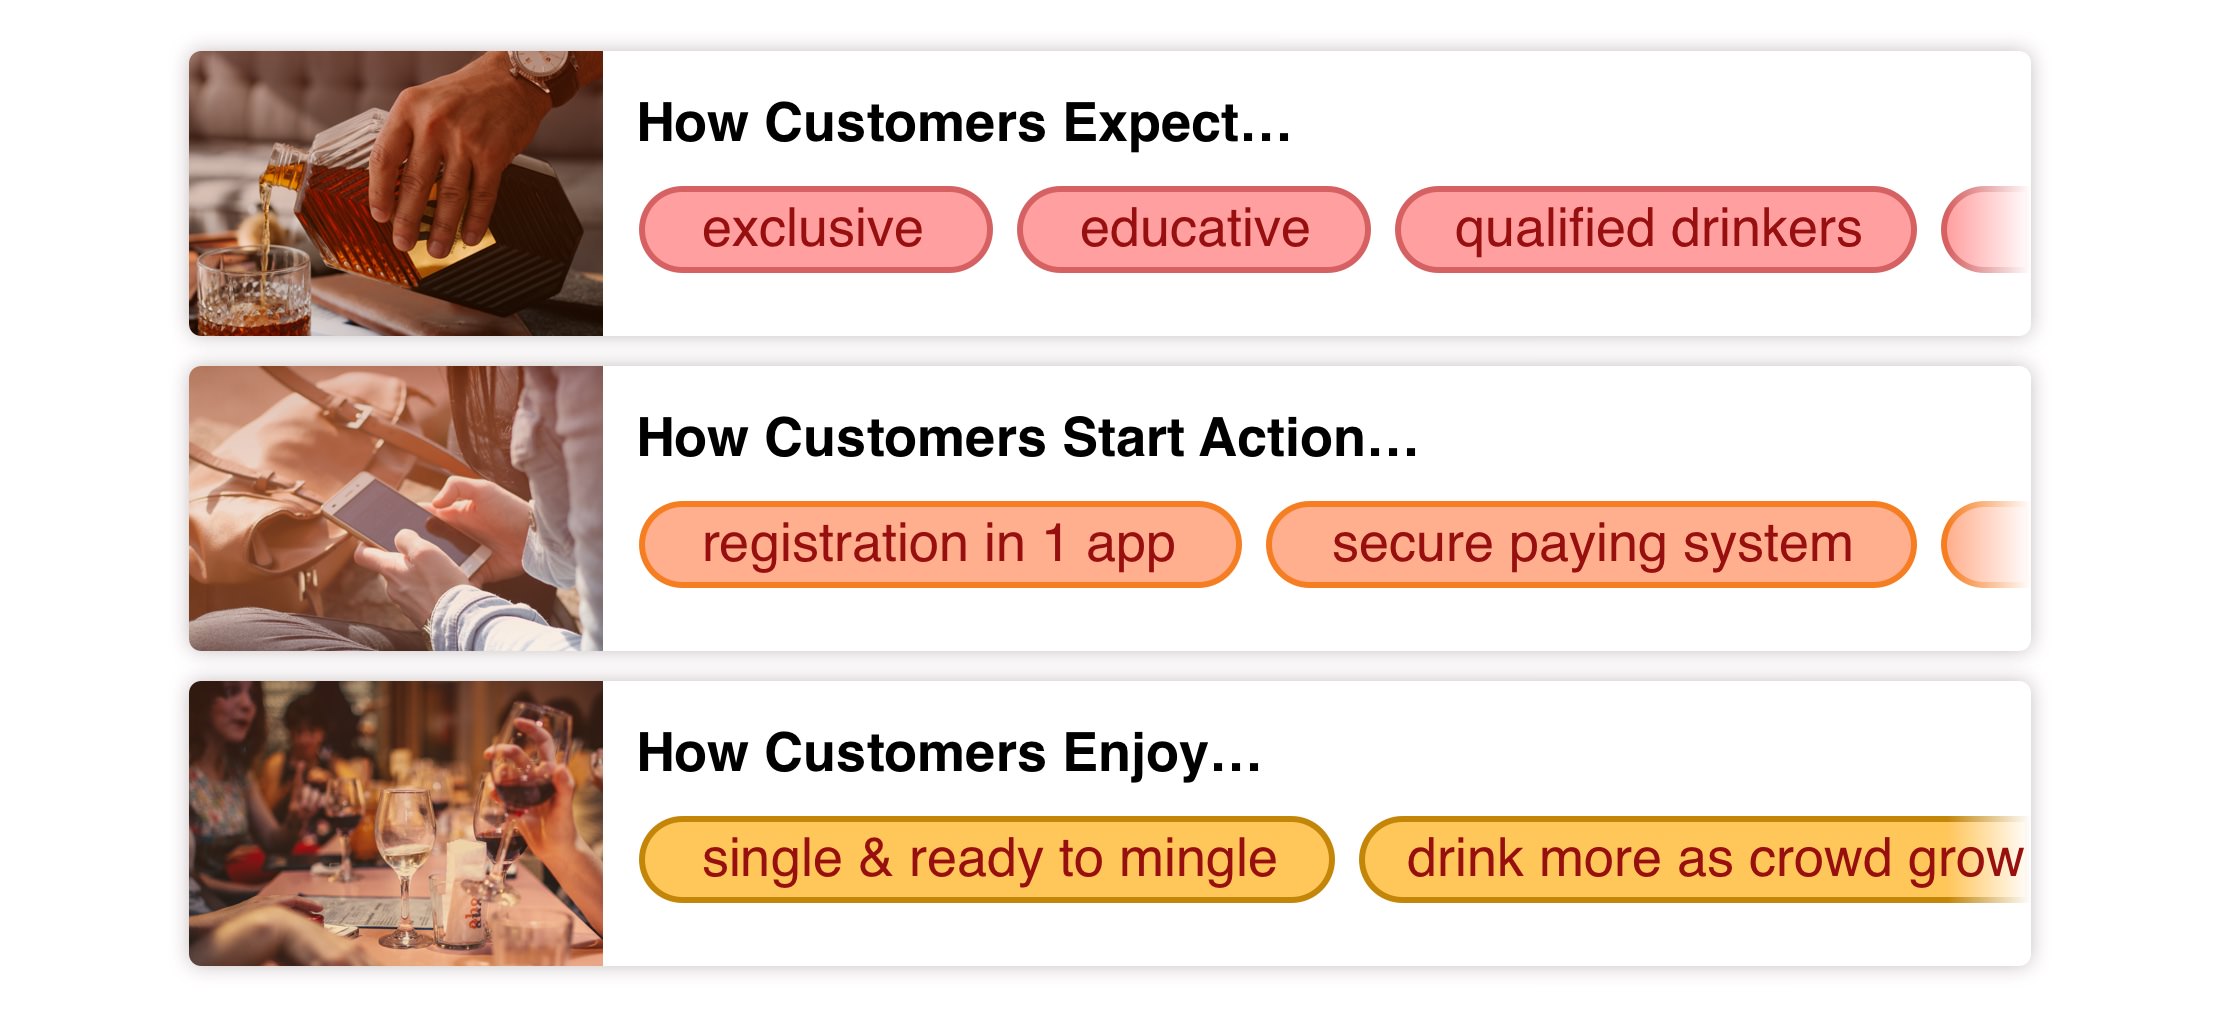 How Customers Expect…
exclusive educative qualified drinkers
How Customers Start Action…
registration in 1 app secure paying system
How Customers Enjoy…
single & ready to mingle drink more as crowd grow